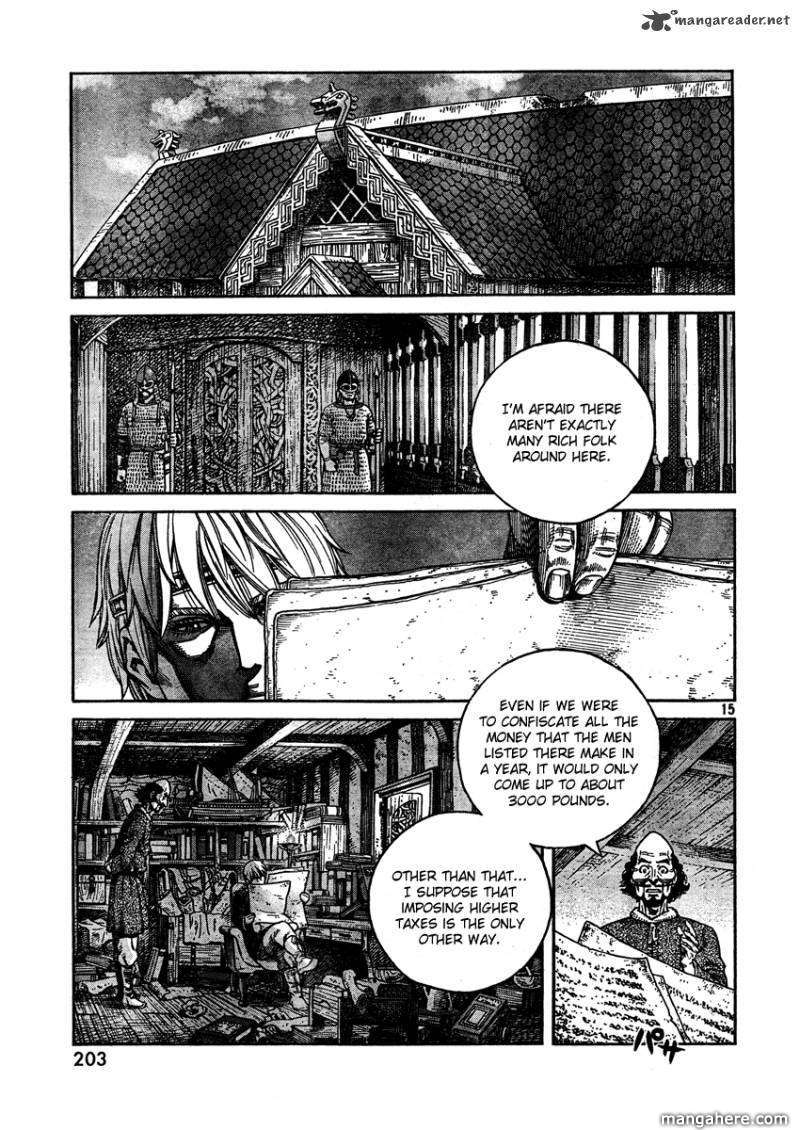 mangareader.net
I'M AFRAID THERE
AREN'T EXACTLY
MANY RICH FOLK
AROUND HERE.
15
EVEN IF WE WERE
TO CONFISCATE ALL THE
MONEY THAT THE MEN
LISTED THERE MAKE IN
A YEAR, IT WOULD ONLY
COME UP TO ABOUT
3000 POUNDS.
OTHER THAN THAT...
I SUPPOSE THAT
IMPOSING HIGHER
TAXES IS THE ONLY
OTHER WAY.
パサ
203
mangahere.com